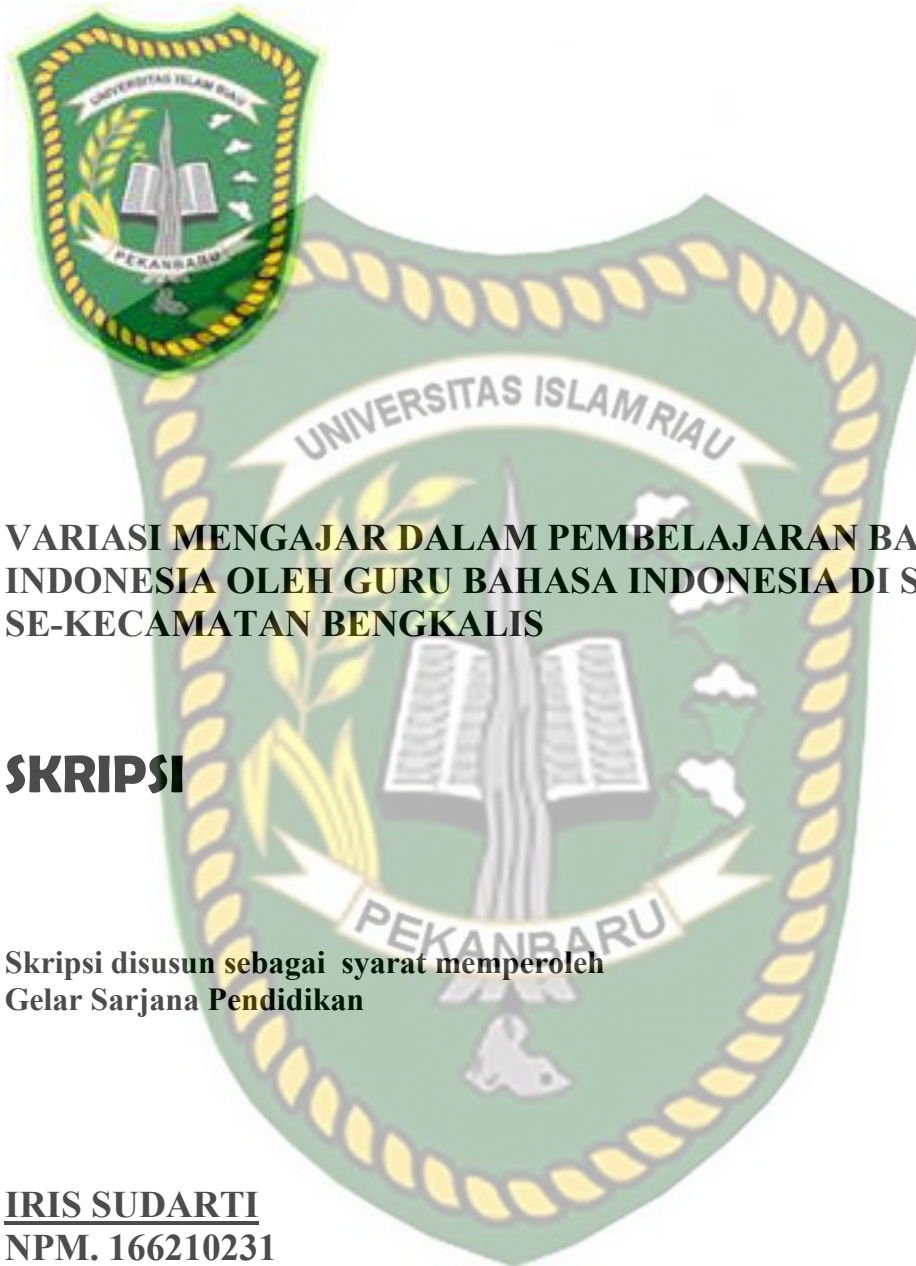 UNIVERSITAS ISLAM RIAU
PEKANBARU
UNIVERSITAS ISLAM RIAU
VARIASI MENGAJAR DALAM PEMBELAJARAN BA
INDONESIA OLEH GURU BAHASA INDONESIA DI S
SE-KECAMATAN BENGKALIS
SKRIPSI
PEKANBARU
Skripsi disusun sebagai syarat memperoleh
Gelar Sarjana Pendidikan
IRIS SUDARTI
NPM. 166210231